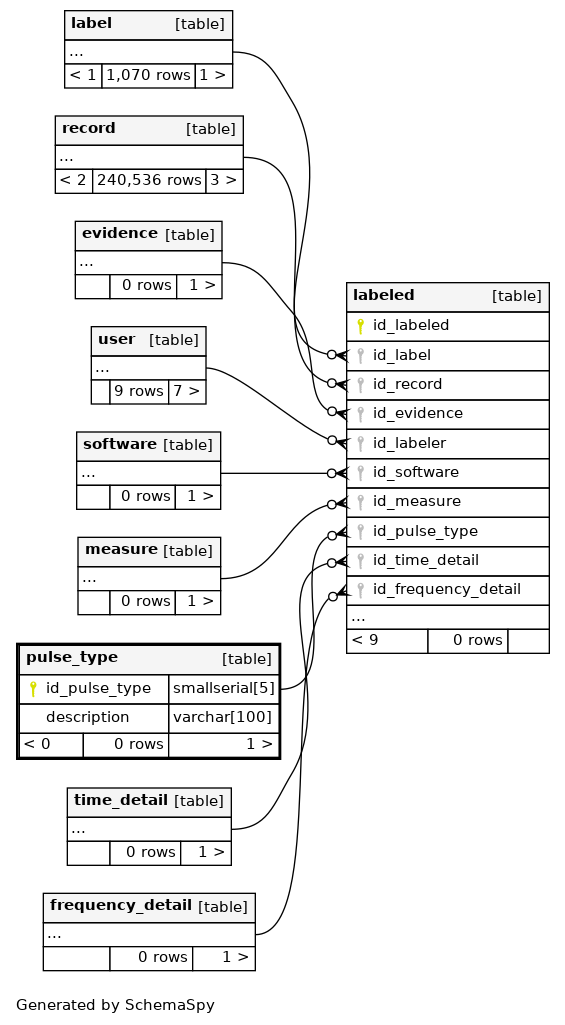 label [table]
...
< 1 1,070 rows 1 >
record [table]
...
< 2 240,536 rows 3 >
evidence [table]
...
0 rows 1 >
user [table]
...
9 rows 7 >
software [table]
...
0 rows 1 >
measure [table]
...
0 rows 1 >
pulse_type [table]
id_pulse_type smallserial[5]
description varchar[100]
< 0 0 rows 1 >
time_detail [table]
...
0 rows 1 >
frequency_detail [table]
...
0 rows 1 >
labeled [table]
id_labeled
id_label
id_record
id_evidence
id_labeler
id_software
id_measure
id_pulse_type
id_time_detail
id_frequency_detail
...
< 9 0 rows
Generated by SchemaSpy